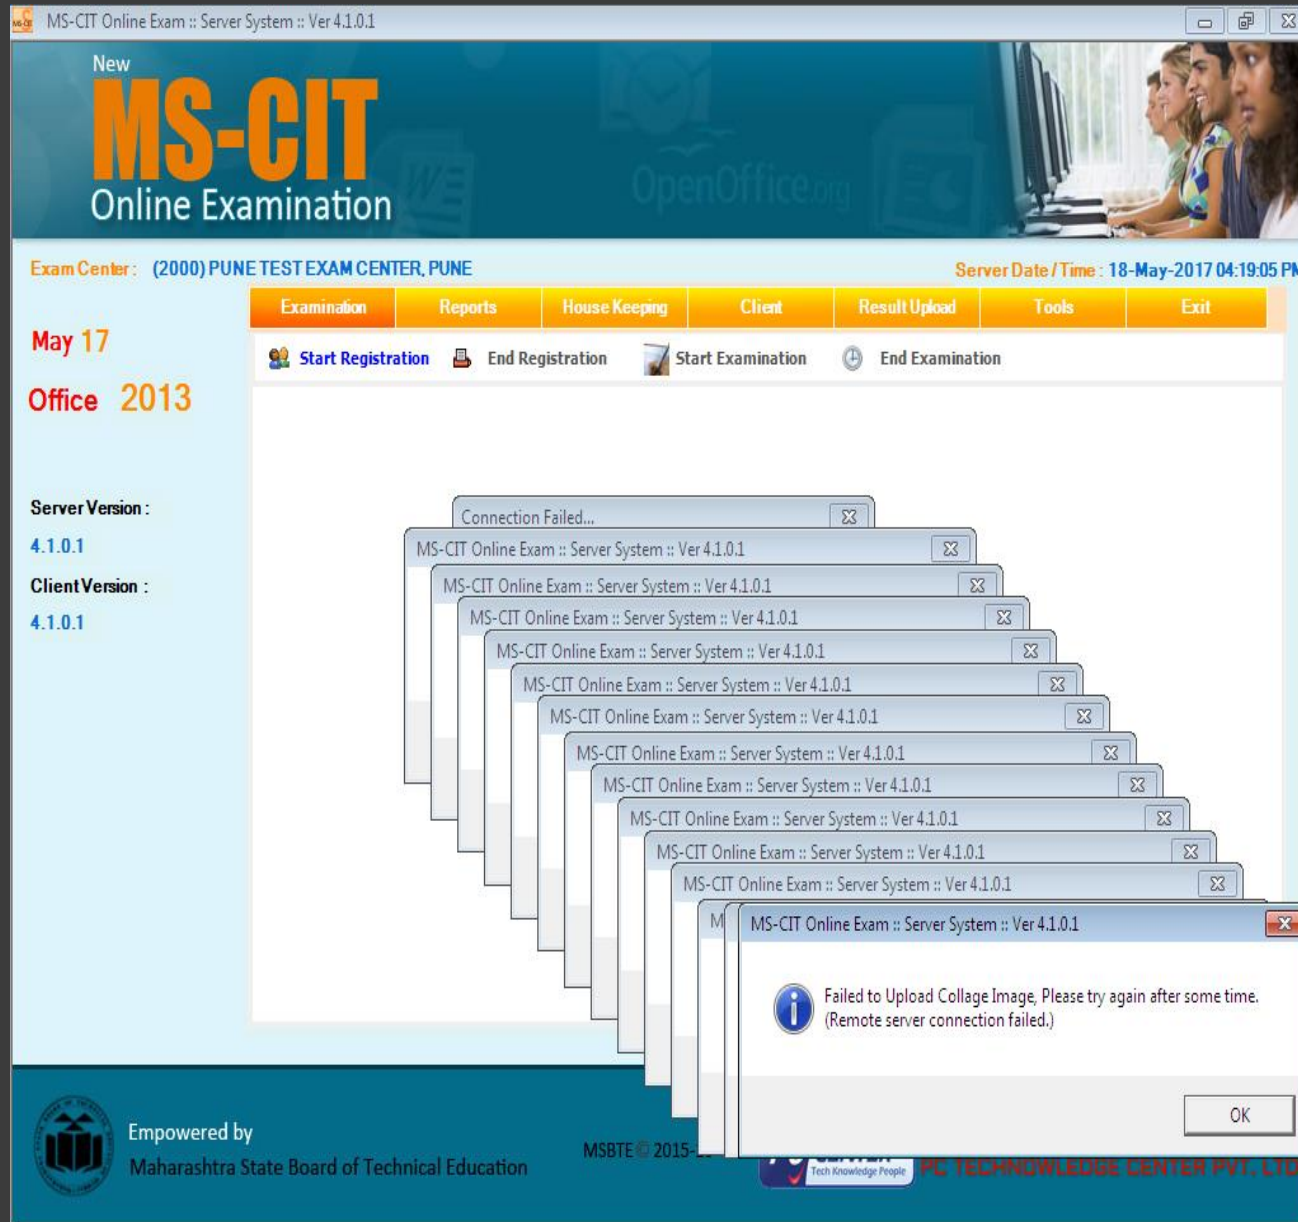 MS-CIT Online Exam :: Server System :: Ver 4.1.0.1
New
MS-CIT
Online Examination
OpenOffice.org
Exam Center : (2000) PUNE TEST EXAM CENTER, PUNE
Server Date / Time : 18-May-2017 04:19:05 PM
Examination Reports House Keeping Client Result Upload Tools Exit
Start Registration End Registration Start Examination End Examination
May 17
Office 2013
Server Version :
4.1.0.1
Client Version :
4.1.0.1
Connection Failed...
MS-CIT Online Exam :: Server System :: Ver 4.1.0.1
MS-CIT Online Exam :: Server System :: Ver 4.1.0.1
MS-CIT Online Exam :: Server System :: Ver 4.1.0.1
MS-CIT Online Exam :: Server System :: Ver 4.1.0.1
MS-CIT Online Exam :: Server System :: Ver 4.1.0.1
MS-CIT Online Exam :: Server System :: Ver 4.1.0.1
MS-CIT Online Exam :: Server System :: Ver 4.1.0.1
MS-CIT Online Exam :: Server System :: Ver 4.1.0.1
MS-CIT Online Exam :: Server System :: Ver 4.1.0.1
MS-CIT Online Exam :: Server System :: Ver 4.1.0.1
MS-CIT Online Exam :: Server System :: Ver 4.1.0.1
M
MS-CIT Online Exam :: Server System :: Ver 4.1.0.1
Failed to Upload Collage Image, Please try again after some time.
(Remote server connection failed.)
OK
Empowered by
Maharashtra State Board of Technical Education
MSBTE © 2015-
Tech Knowledge People
PC TECHNOWLEDGE CENTER PVT. LTD